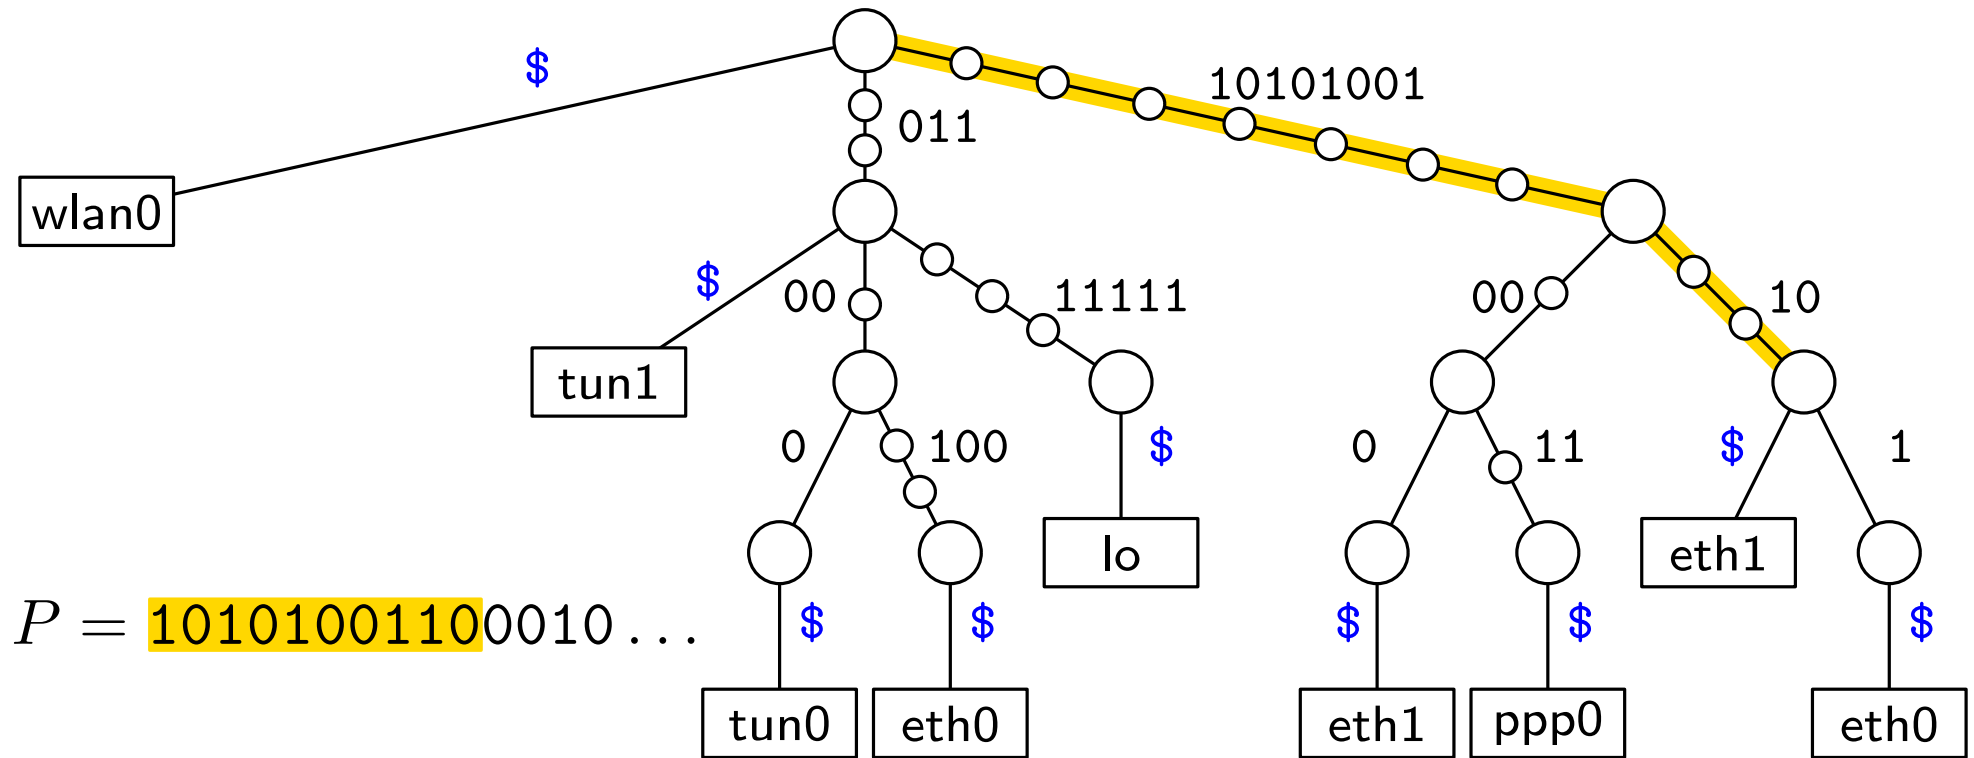 $
10101001
011
wlan0
$
00
11111
00
10
tun1
0
100
$
0
11
$
1
lo
eth1
P = 10101001100010 ...
$
$
$
$
$
tun0
eth0
eth1
ppp0
eth0